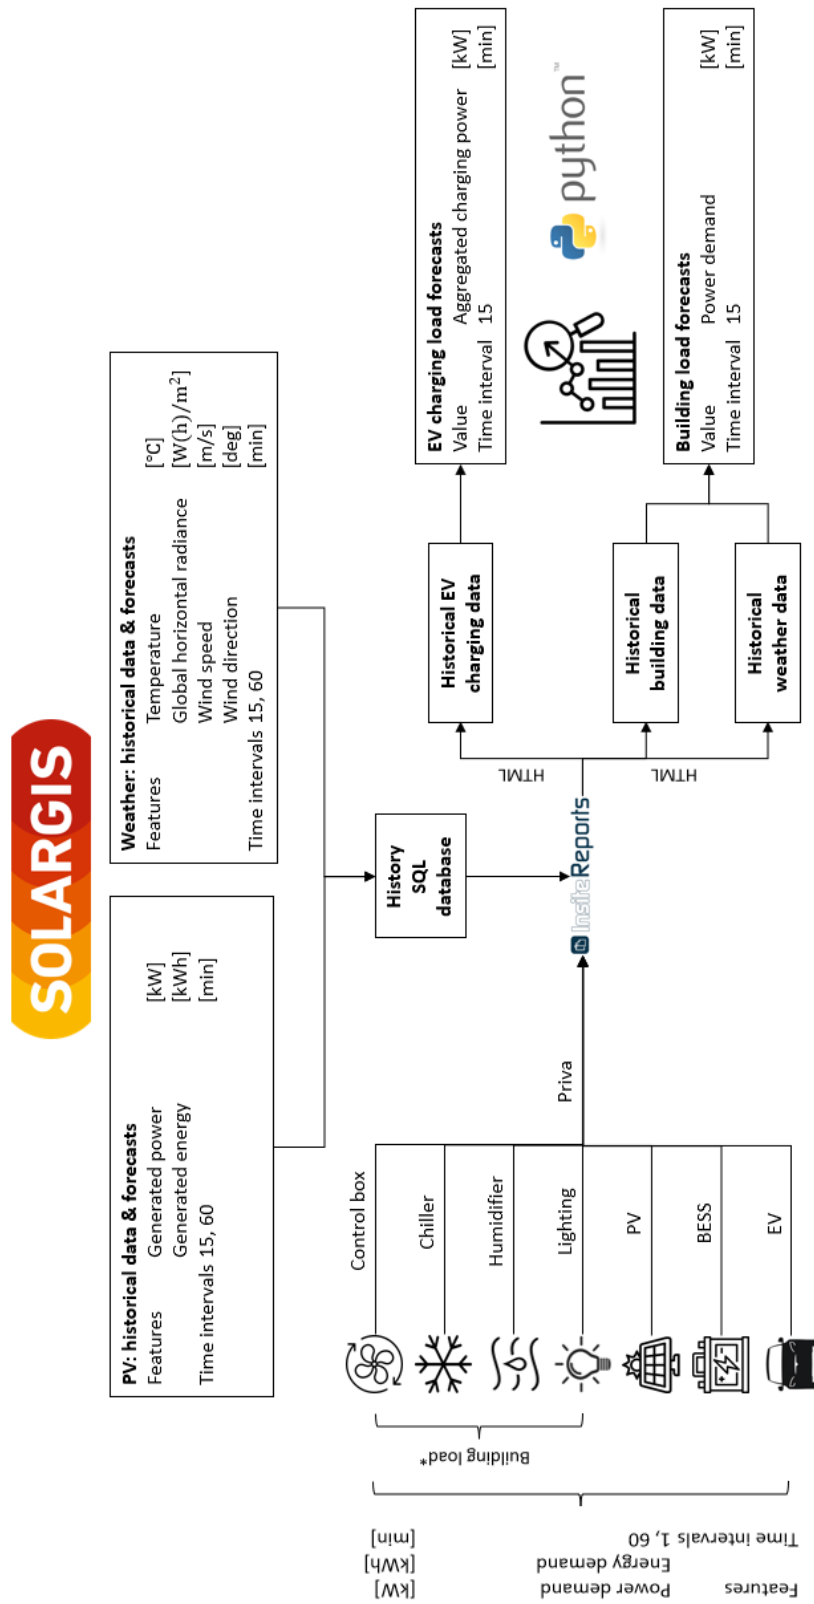 SOLARGIS
PV: historical data & forecasts
Features Generated power [kW]
Generated energy [kWh]
Time intervals 15, 60 [min]
Weather: historical data & forecasts
Features Temperature [°C]
Global horizontal radiance [W(h)/m²]
Wind speed [m/s]
Wind direction [deg]
Time intervals 15, 60 [min]
Features Power demand [kW]
Energy demand [kWh]
Time intervals 1, 60 [min]
Building load*
Control box
Chiller
Humidifier
Lighting
PV
BESS
EV
Priva
History
SQL
database
InsiteReports
HTML
HTML
Historical EV
charging data
Historical
building data
Historical
weather data
EV charging load forecasts
Value Aggregated charging power [kW]
Time interval 15 [min]
python™
Building load forecasts
Value Power demand [kW]
Time interval 15 [min]